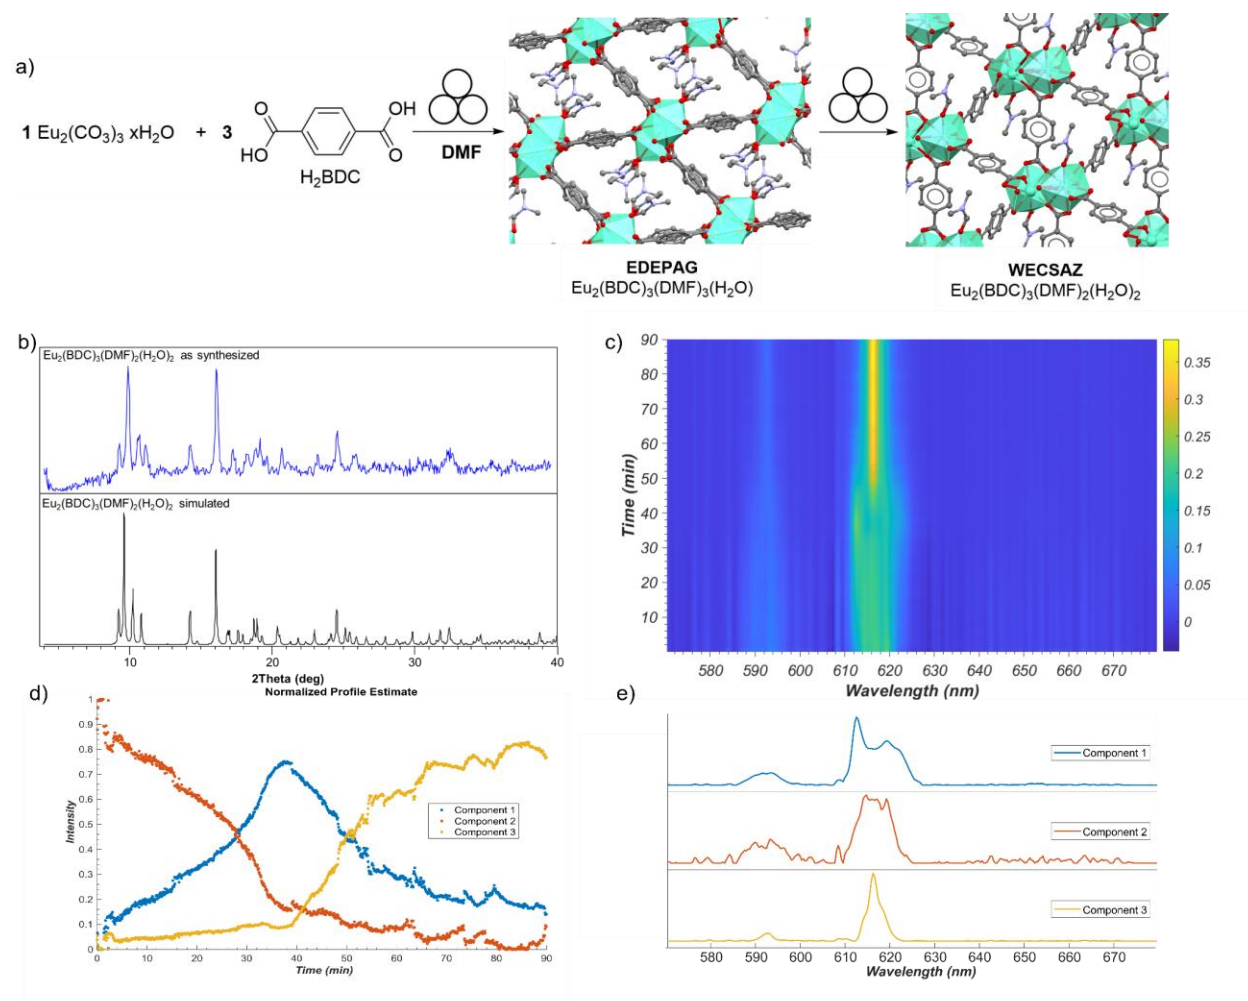 a)
1 Eu₂(CO₃)₃ xH₂O + 3
O
OH
HO
O
H₂BDC
DMF
EDEPAG
Eu₂(BDC)₃(DMF)₃(H₂O)
WECSAZ
Eu₂(BDC)₃(DMF)₂(H₂O)₂
b)
Eu₂(BDC)₃(DMF)₂(H₂O)₂ as synthesized
Eu₂(BDC)₃(DMF)₂(H₂O)₂ simulated
10 20 30 40
2Theta (deg)
c)
Time (min)
90
80
70
60
50
40
30
20
10
580 590 600 610 620 630 640 650 660 670
Wavelength (nm)
0.35
0.3
0.25
0.2
0.15
0.1
0.05
0
d)
Normalized Profile Estimate
Intensity
1
0.9
0.8
0.7
0.6
0.5
0.4
0.3
0.2
0.1
0
0 10 20 30 40 50 60 70 80 90
Time (min)
Component 1
Component 2
Component 3
e)
Component 1
Component 2
Component 3
580 590 600 610 620 630 640 650 660 670
Wavelength (nm)